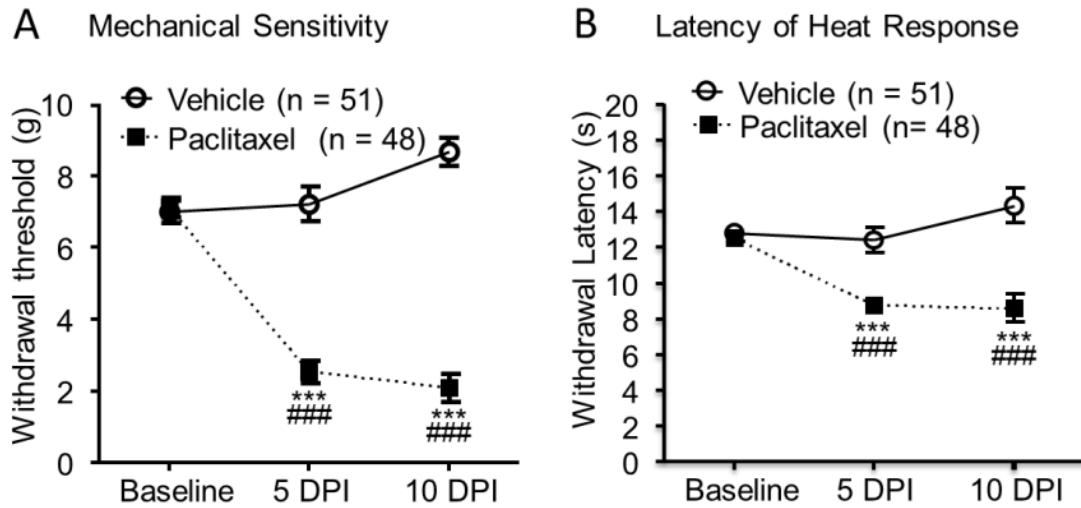 A Mechanical Sensitivity
Vehicle (n = 51)
Paclitaxel (n = 48)
Withdrawal threshold (g)
10
8
6
4
2
0
***
###
***
###
Baseline 5 DPI 10 DPI
B Latency of Heat Response
Vehicle (n = 51)
Paclitaxel (n= 48)
Withdrawal Latency (s)
20
18
16
14
12
10
8
6
4
2
0
***
###
***
###
Baseline 5 DPI 10 DPI